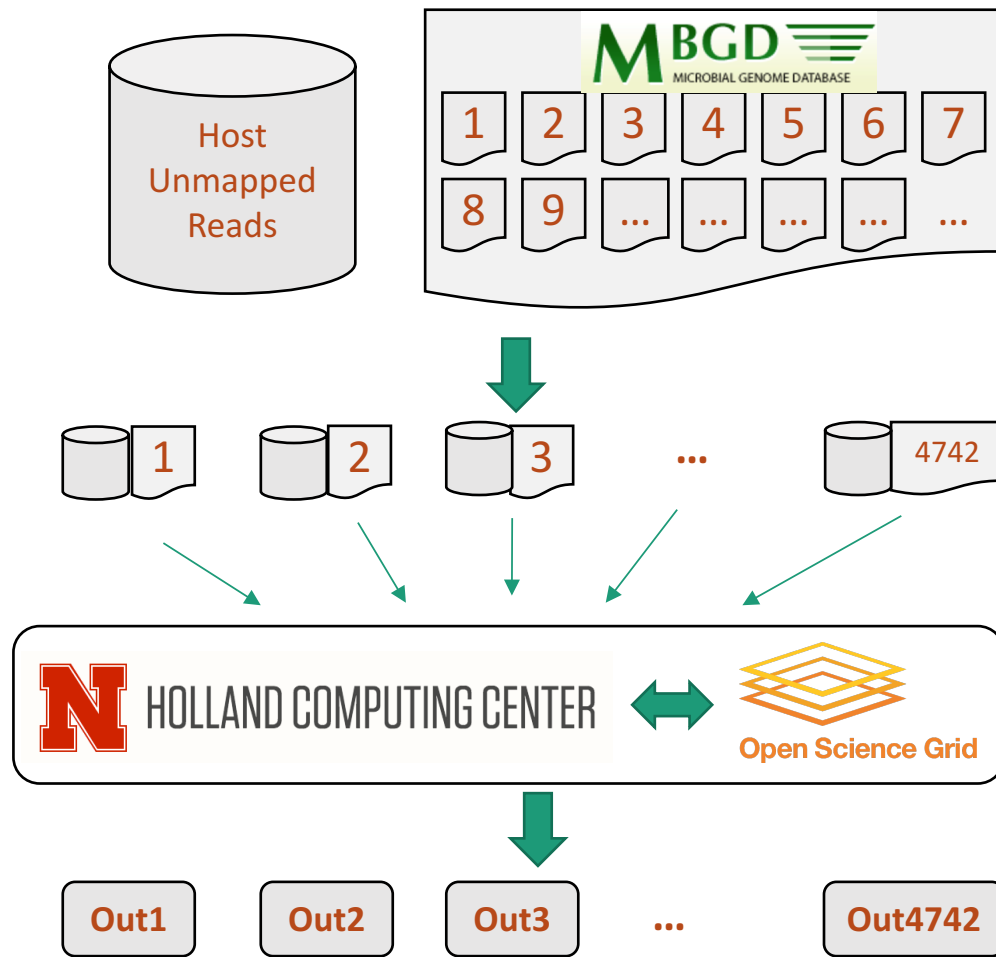 Host
Unmapped
Reads
MBGD
MICROBIAL GENOME DATABASE
1 2 3 4 5 6 7
8 9 ... ... ... ... ...
1 2 3 ... 4742
N HOLLAND COMPUTING CENTER
Open Science Grid
Out1 Out2 Out3 ... Out4742